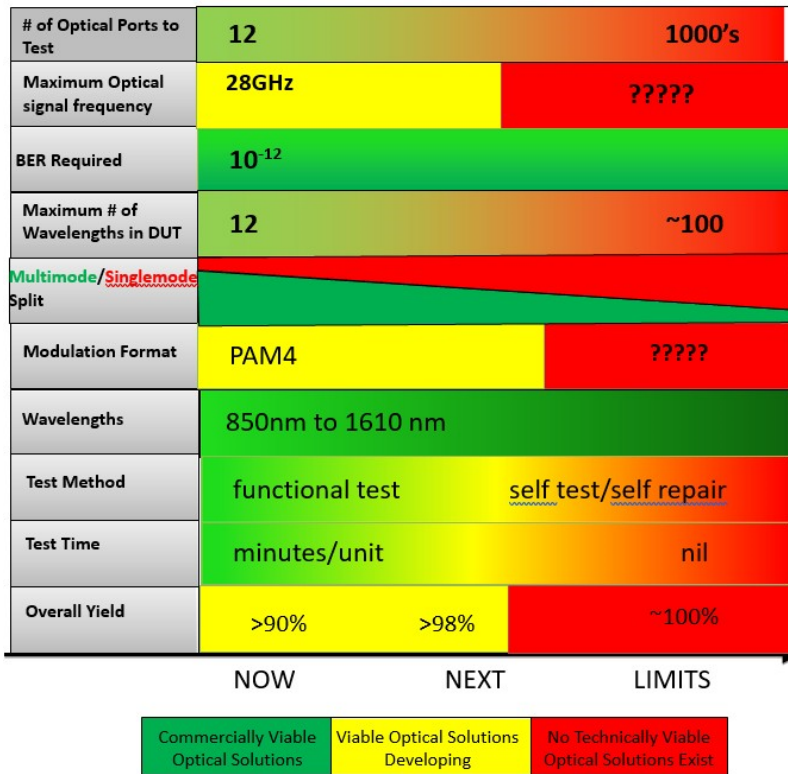 # of Optical Ports to
Test
12
1000's
Maximum Optical
signal frequency
28GHz
?????
BER Required
10⁻¹²
Maximum # of
Wavelengths in DUT
12
~100
Multimode/Singlemode
Split
Modulation Format
PAM4
?????
Wavelengths
850nm to 1610 nm
Test Method
functional test
self test/self repair
Test Time
minutes/unit
nil
Overall Yield
>90%
>98%
~100%
NOW
NEXT
LIMITS
Commercially Viable
Optical Solutions
Viable Optical Solutions
Developing
No Technically Viable
Optical Solutions Exist